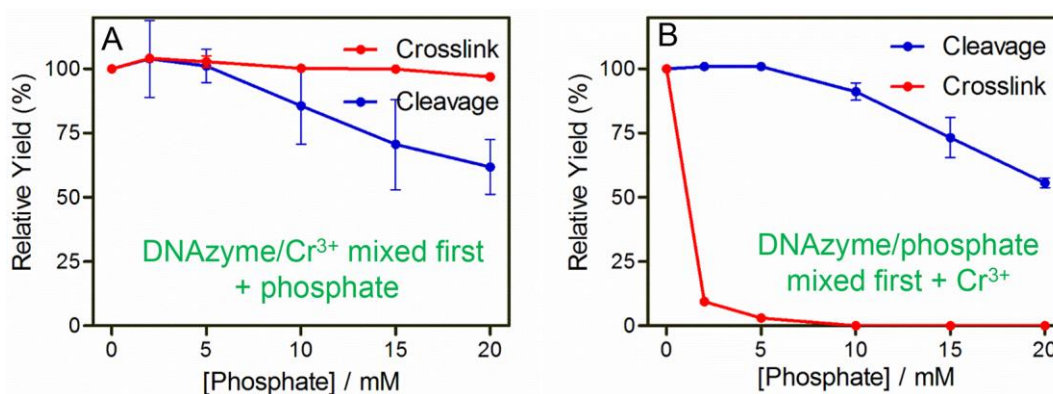 A
Crosslink
Cleavage
Relative Yield (%)
100
75
50
25
0
DNAzyme/Cr³⁺ mixed first
+ phosphate
0 5 10 15 20
[Phosphate] / mM
B
Cleavage
Crosslink
Relative Yield (%)
100
75
50
25
0
DNAzyme/phosphate
mixed first + Cr³⁺
0 5 10 15 20
[Phosphate] / mM